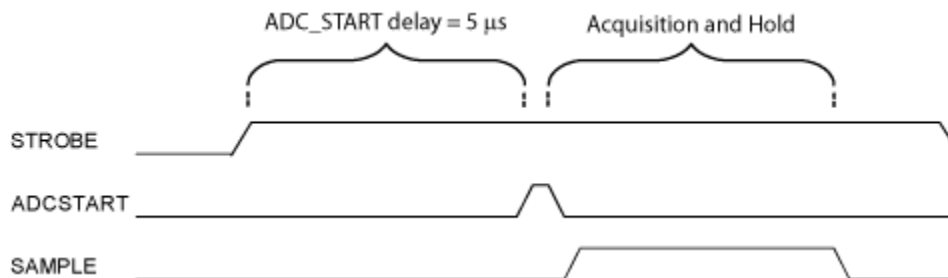 ADC_START delay = 5 μs
Acquisition and Hold
STROBE
ADCSTART
SAMPLE